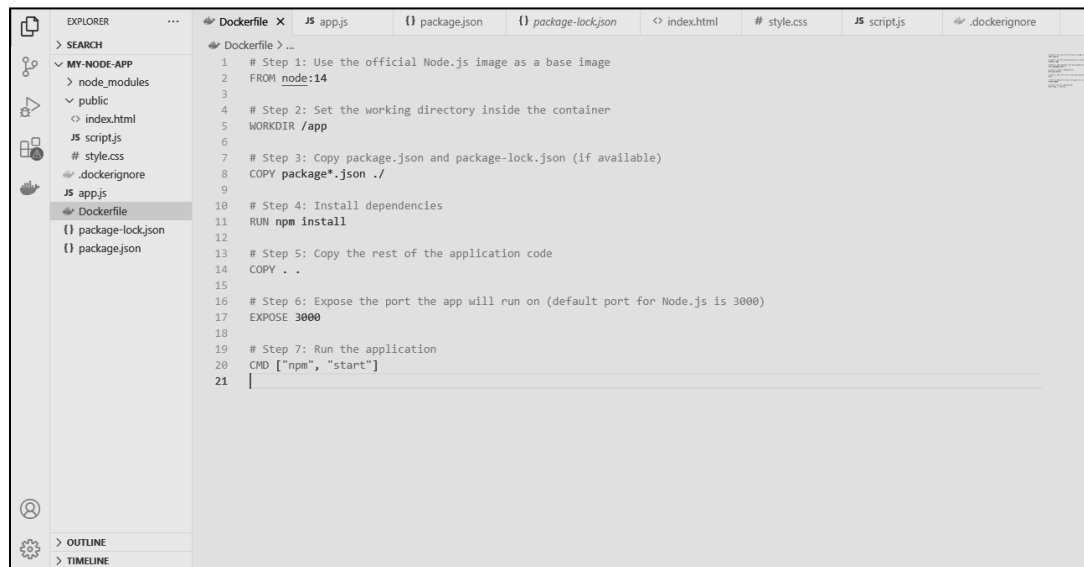 EXPLORER ...
Dockerfile X JS app.js {} package.json {} package-lock.json <> index.html # style.css JS script.js .dockerignore
> SEARCH
Dockerfile > ...
MY-NODE-APP
> node_modules
public
<> index.html
JS script.js
# style.css
.dockerignore
JS app.js
Dockerfile
{} package-lock.json
{} package.json
1 # Step 1: Use the official Node.js image as a base image
2 FROM node:14
3
4 # Step 2: Set the working directory inside the container
5 WORKDIR /app
6
7 # Step 3: Copy package.json and package-lock.json (if available)
8 COPY package*.json ./
9
10 # Step 4: Install dependencies
11 RUN npm install
12
13 # Step 5: Copy the rest of the application code
14 COPY . .
15
16 # Step 6: Expose the port the app will run on (default port for Node.js is 3000)
17 EXPOSE 3000
18
19 # Step 7: Run the application
20 CMD ["npm", "start"]
21
> OUTLINE
> TIMELINE